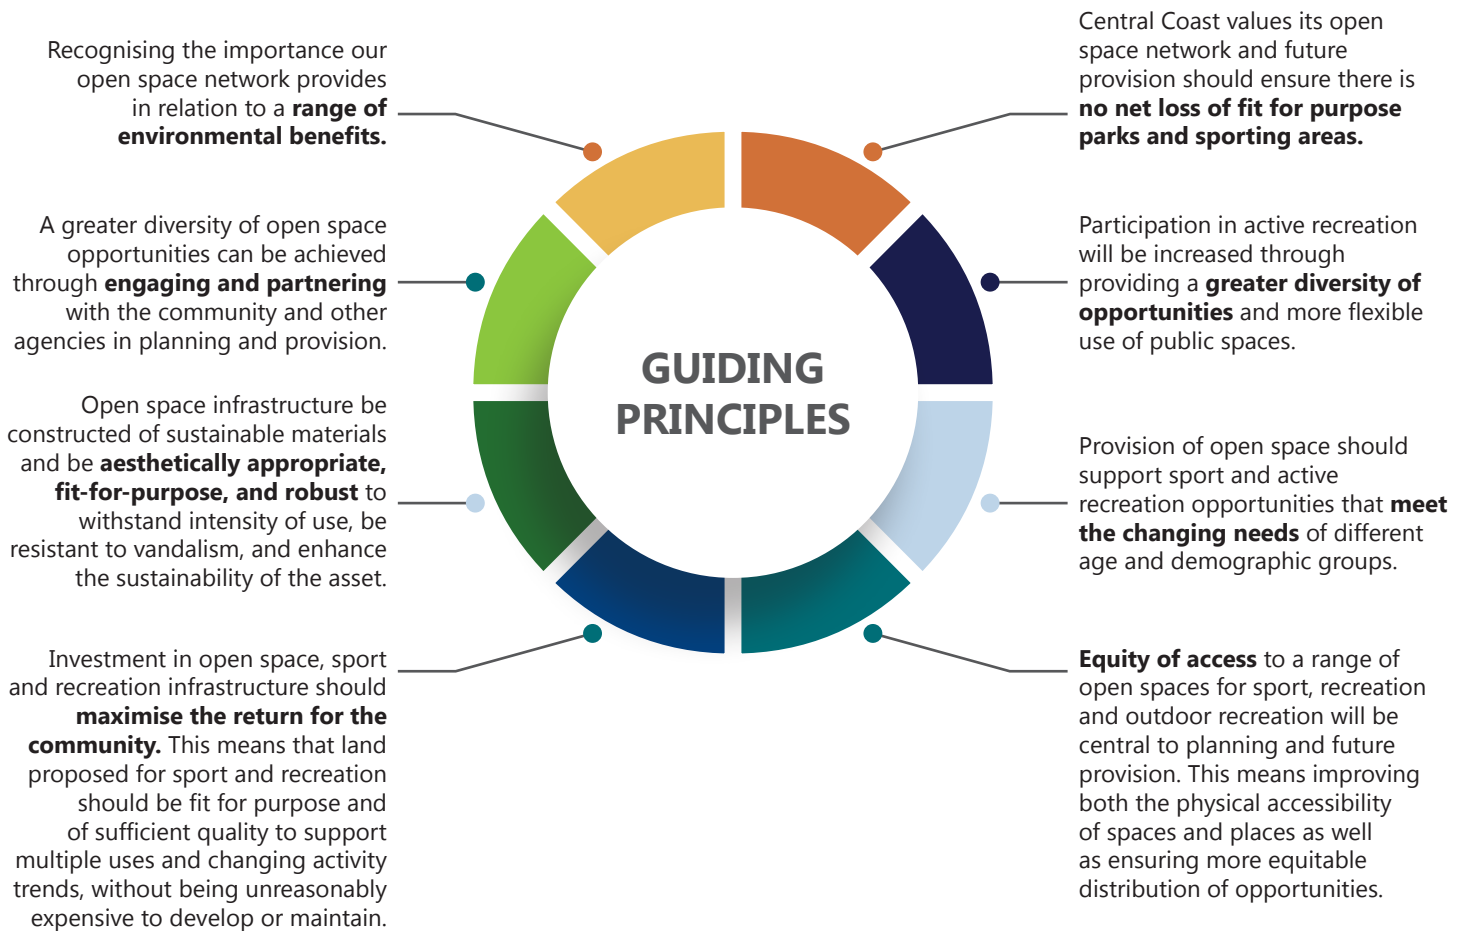 Recognising the importance our
open space network provides
in relation to a range of
environmental benefits.
A greater diversity of open space
opportunities can be achieved
through engaging and partnering
with the community and other
agencies in planning and provision.
Open space infrastructure be
constructed of sustainable materials
and be aesthetically appropriate,
fit-for-purpose, and robust to
withstand intensity of use, be
resistant to vandalism, and enhance
the sustainability of the asset.
Investment in open space, sport
and recreation infrastructure should
maximise the return for the
community. This means that land
proposed for sport and recreation
should be fit for purpose and
of sufficient quality to support
multiple uses and changing activity
trends, without being unreasonably
expensive to develop or maintain.
GUIDING
PRINCIPLES
Central Coast values its open
space network and future
provision should ensure there is
no net loss of fit for purpose
parks and sporting areas.
Participation in active recreation
will be increased through
providing a greater diversity of
opportunities and more flexible
use of public spaces.
Provision of open space should
support sport and active
recreation opportunities that meet
the changing needs of different
age and demographic groups.
Equity of access to a range of
open spaces for sport, recreation
and outdoor recreation will be
central to planning and future
provision. This means improving
both the physical accessibility
of spaces and places as well
as ensuring more equitable
distribution of opportunities.